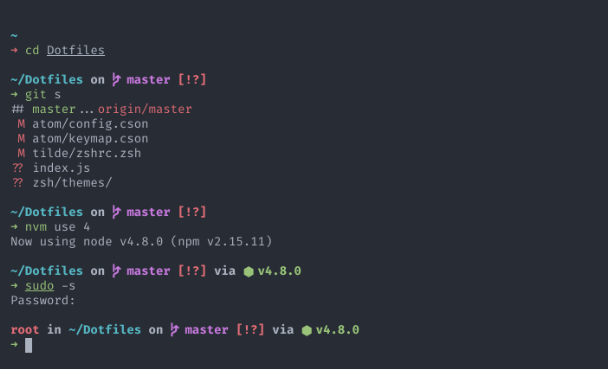 ~
➜ cd Dotfiles
~/Dotfiles on master [!?]
➜ git s
## master...origin/master
M atom/config.cson
M atom/keymap.cson
M tilde/zshrc.zsh
?? index.js
?? zsh/themes/
~/Dotfiles on master [!?]
➜ nvm use 4
Now using node v4.8.0 (npm v2.15.11)
~/Dotfiles on master [!?] via ⬢ v4.8.0
➜ sudo -s
Password:
root in ~/Dotfiles on master [!?] via ⬢ v4.8.0
➜